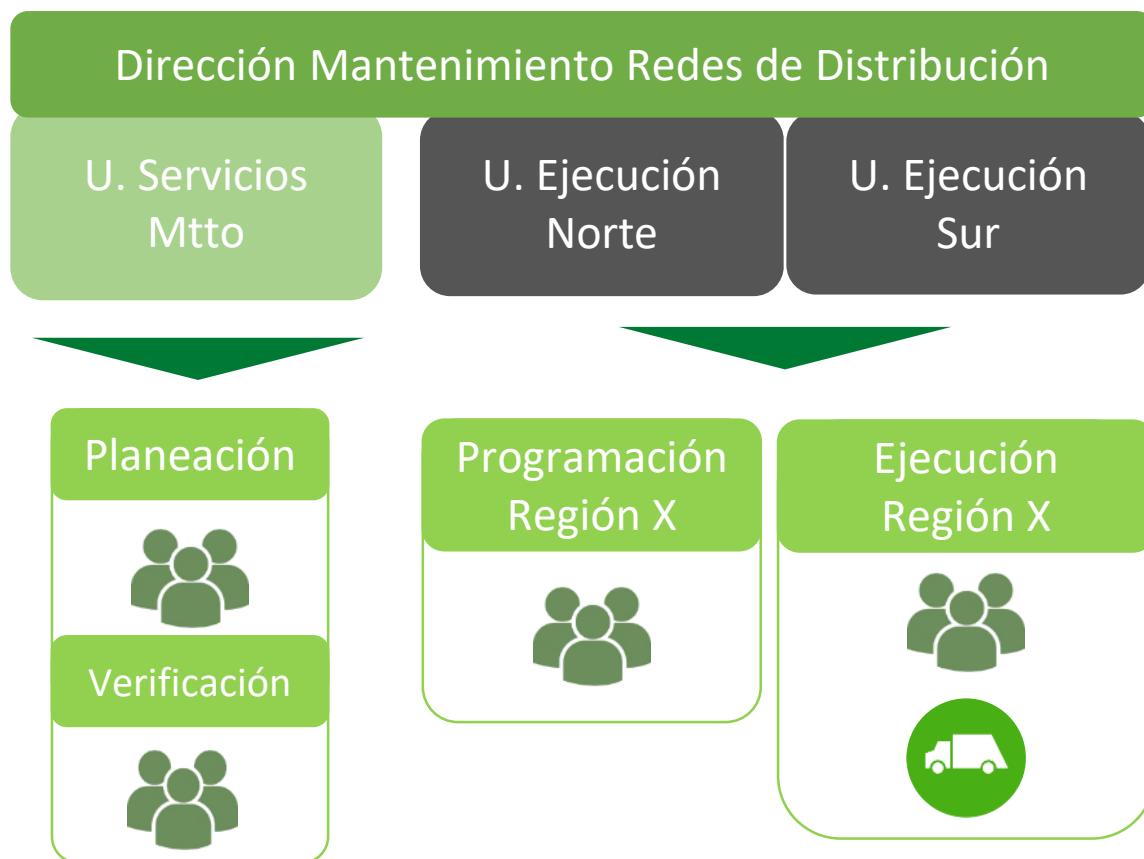 Dirección Mantenimiento Redes de Distribución
U. Servicios
Mtto
U. Ejecución
Norte
U. Ejecución
Sur
Planeación
Verificación
Programación
Región X
Ejecución
Región X